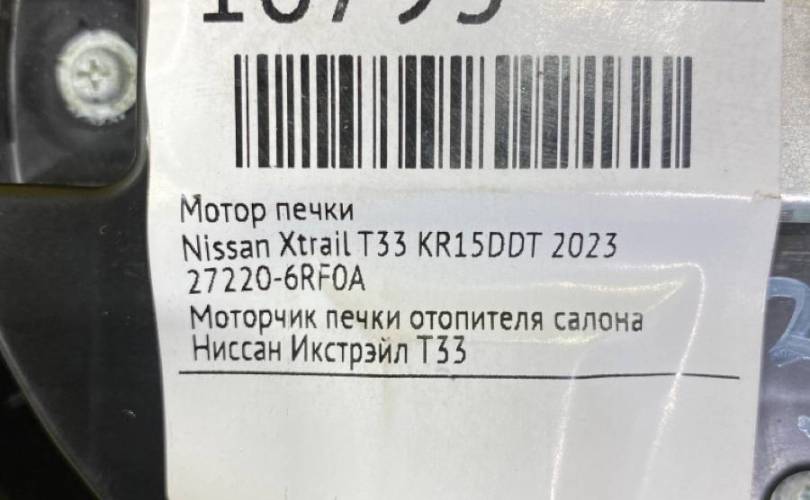 Мотор печки
Nissan Xtrail T33 KR15DDT 2023
27220-6RF0A
Моторчик печки отопителя салона
Ниссан Икстрэйл Т33